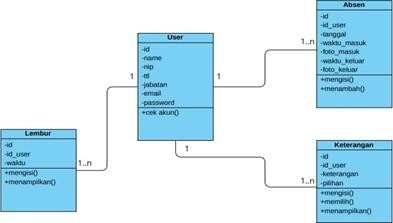 User
-id
-name
-nip
-ttl
-jabatan
-email
-password
+cek akun()
1
1
1
Absen
-id
-id_user
-tanggal
-waktu_masuk
-foto_masuk
-waktu_keluar
-foto_keluar
+mengisi()
+menambah()
1..n
Lembur
-id
-id_user
-waktu
+mengisi()
+menampilkan()
1..n
Keterangan
-id
-id_user
-keterangan
-pilihan
+mengisi()
+memilih()
+menampilkan()
1..n